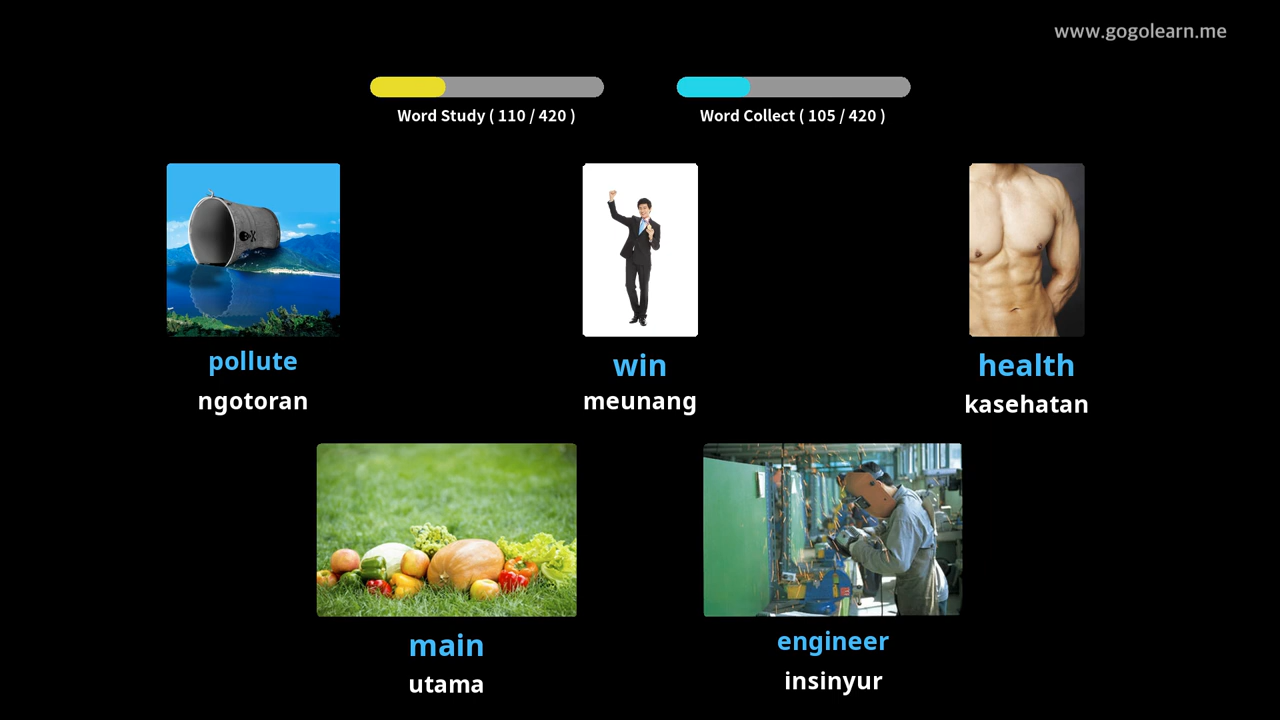 www.gogolearn.me
Word Study ( 110 / 420 )
Word Collect ( 105 / 420 )
pollute
ngotoran
win
meunang
health
kasehatan
main
utama
engineer
insinyur